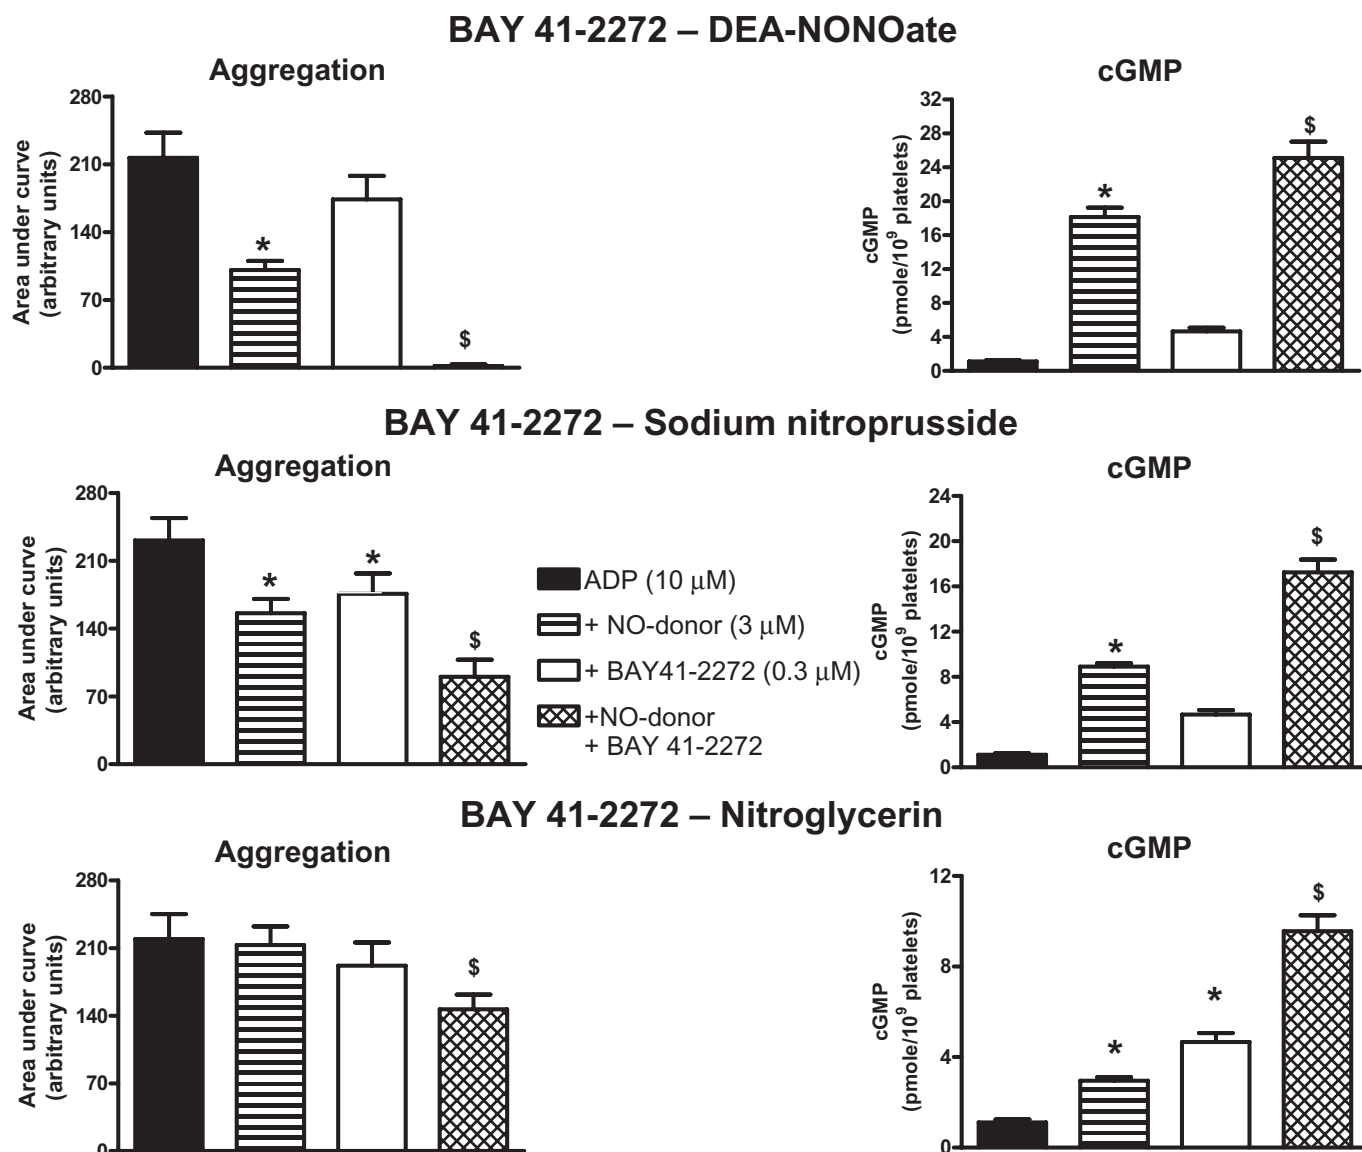 BAY 41-2272 – DEA-NONOate
Aggregation
Area under curve
(arbitrary units)
280
210
140
70
0
*
$
cGMP
cGMP
(pmole/10⁹ platelets)
32
28
24
20
16
12
8
4
0
*
$
BAY 41-2272 – Sodium nitroprusside
Aggregation
Area under curve
(arbitrary units)
280
210
140
70
0
*
*
$
ADP (10 μM)
+ NO-donor (3 μM)
+ BAY41-2272 (0.3 μM)
+NO-donor
+ BAY 41-2272
cGMP
cGMP
(pmole/10⁹ platelets)
24
20
16
12
8
4
0
*
$
BAY 41-2272 – Nitroglycerin
Aggregation
Area under curve
(arbitrary units)
280
210
140
70
0
$
cGMP
cGMP
(pmole/10⁹ platelets)
12
8
4
0
*
*
$